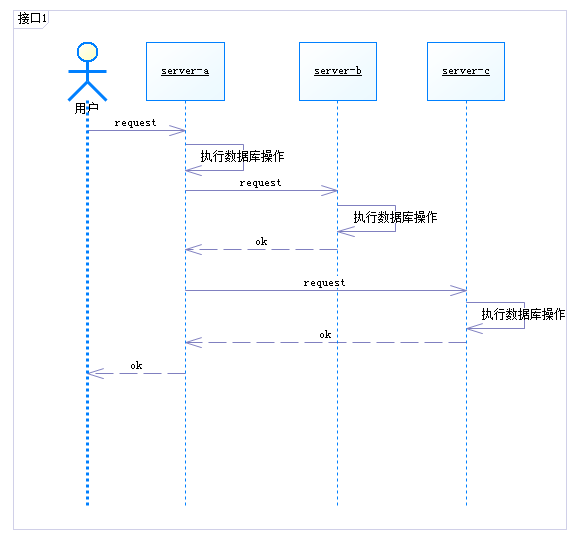 接口1
server-a
server-b
server-c
用户
request
执行数据库操作
request
执行数据库操作
ok
request
执行数据库操作
ok
ok